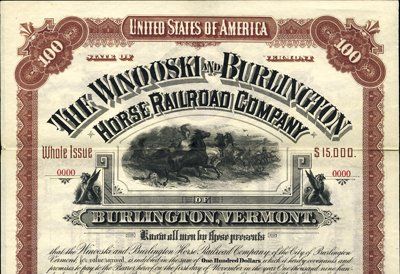 UNITED STATES OF AMERICA
100 100
STATE OF VERMONT
THE WINOOSKI AND BURLINGTON
HORSE RAILROAD COMPANY
Whole Issue $15,000.
0000 0000
OF
BURLINGTON, VERMONT.
Know all men by these presents
that the Winooski and Burlington Horse Railroad Company, of the City of Burlington
Vermont, for value received, is indebted in the sum of One Hundred Dollars, which it hereby covenants and
promises to pay to the Bearer hereof on the first day of November in the year One thousand nine hun-